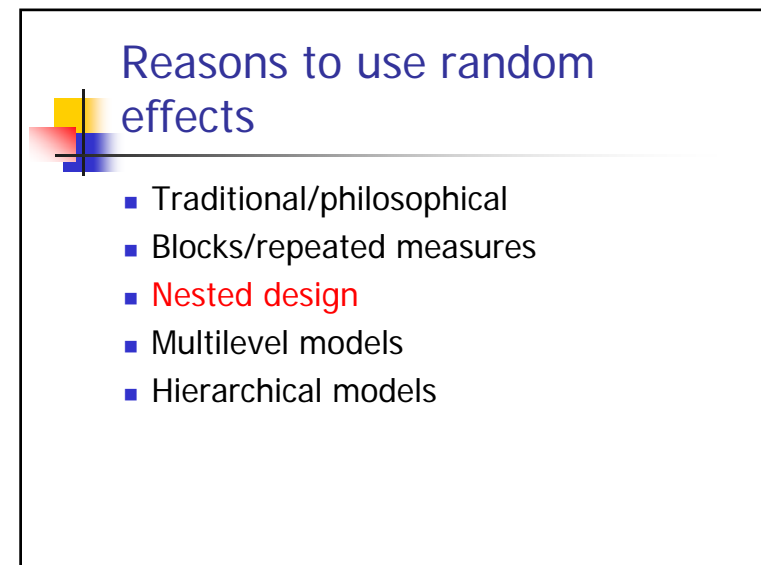 Reasons to use random
effects
Traditional/philosophical
Blocks/repeated measures
Nested design
Multilevel models
Hierarchical models